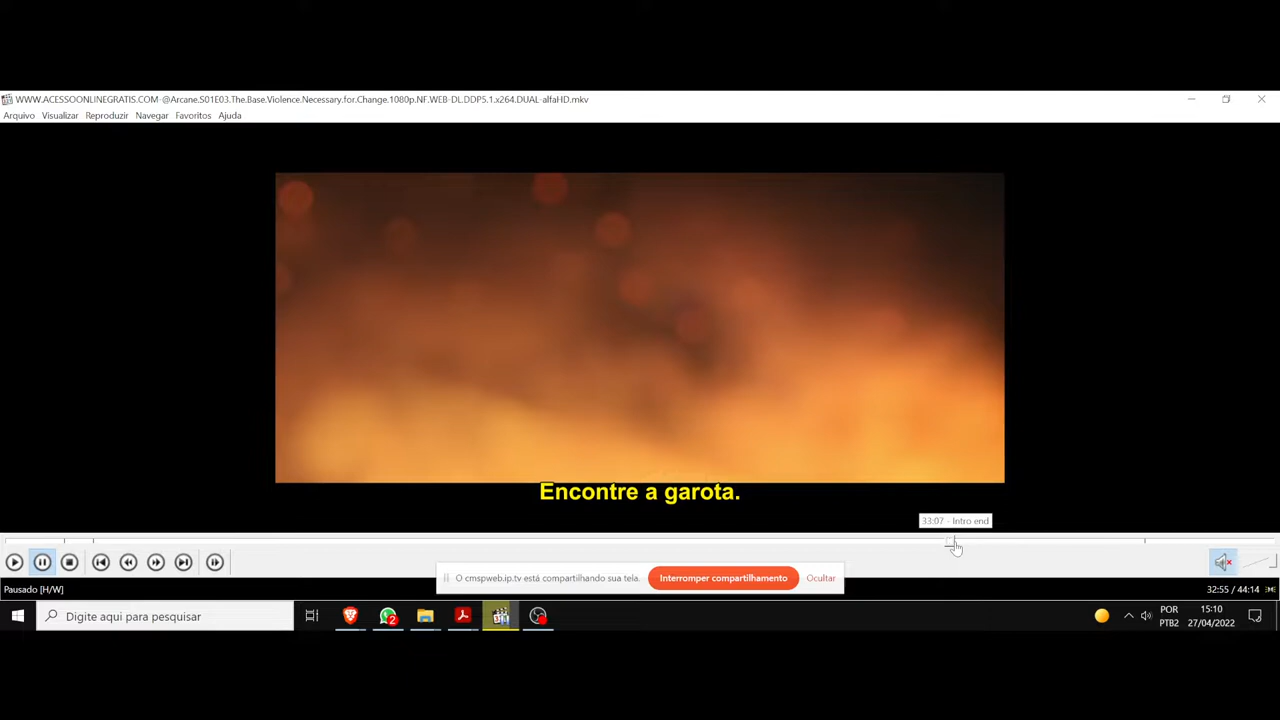 WWW.ACESSOONLINEGRATIS.COM-@Arcane.S01E03.The.Base.Violence.Necessary.for.Change.1080p.NF.WEB-DL.DDP5.1.x264.DUAL-alfaHD.mkv
Arquivo Visualizar Reproduzir Navegar Favoritos Ajuda
Encontre a garota.
33:07 - Intro end
O cmspweb.ip.tv está compartilhando sua tela. Interromper compartilhamento Ocultar
Pausado [H/W] 32:55 / 44:14
Digite aqui para pesquisar 2 POR 15:10
PTB2 27/04/2022